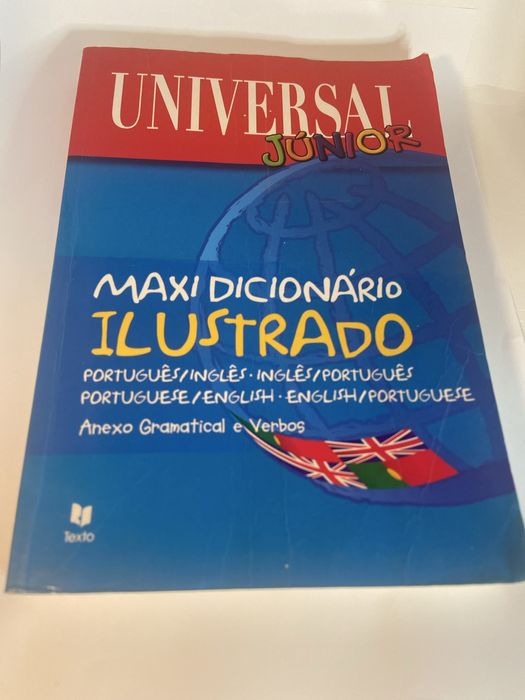 UNIVERSAL
JÚNIOR
MAXI DICIONÁRIO
ILUSTRADO
PORTUGUÊS/INGLÊS · INGLÊS/PORTUGUÊS
PORTUGUESE/ENGLISH · ENGLISH/PORTUGUESE
Anexo Gramatical e Verbos
Texto